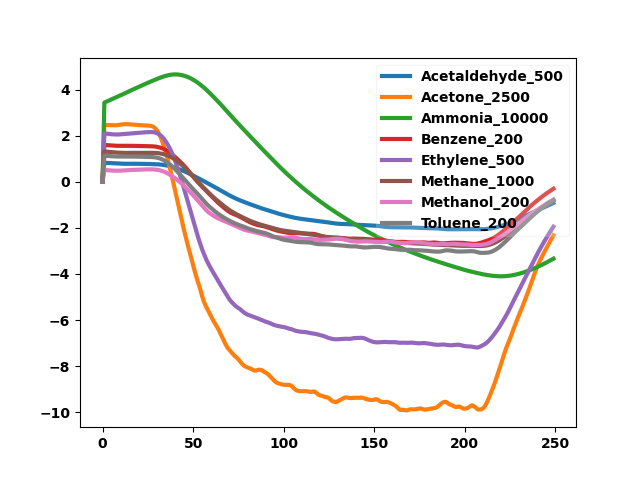 4
2
0
−2
−4
−6
−8
−10
0 50 100 150 200 250
Acetaldehyde_500
Acetone_2500
Ammonia_10000
Benzene_200
Ethylene_500
Methane_1000
Methanol_200
Toluene_200